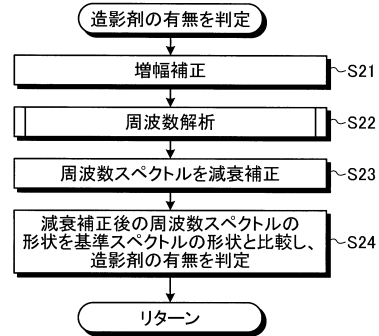 造影剤の有無を判定
増幅補正
S21
周波数解析
S22
周波数スペクトルを減衰補正
S23
減衰補正後の周波数スペクトルの
形状を基準スペクトルの形状と比較し、
造影剤の有無を判定
S24
リターン